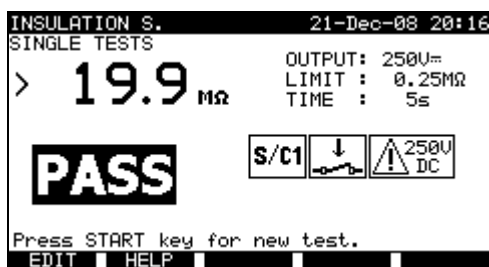 INSULATION S. 21-Dec-08 20:16
SINGLE TESTS
> 19.9 MΩ
OUTPUT: 250V⎓
LIMIT : 0.25MΩ
TIME : 5s
PASS
S/C1
250V
DC
Press START key for new test.
EDIT HELP